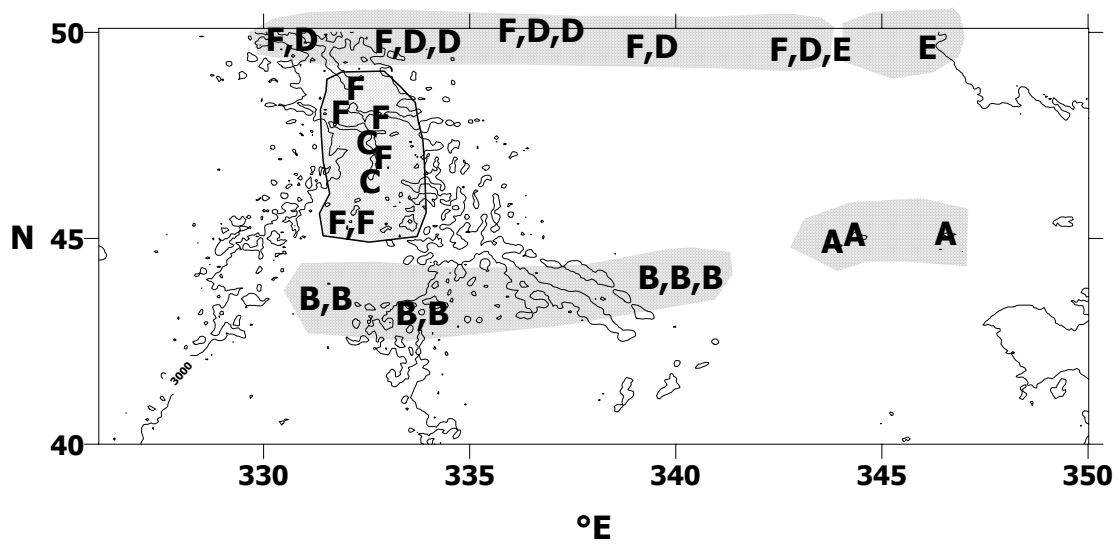 50
F,D
F,D,D
F,D,D
F,D
F,D,E
E
F
F
F
C
F
C
F,F
N
45
A
A
A
B,B,B
B,B
B,B
3000
40
330
335
340
345
350
°E